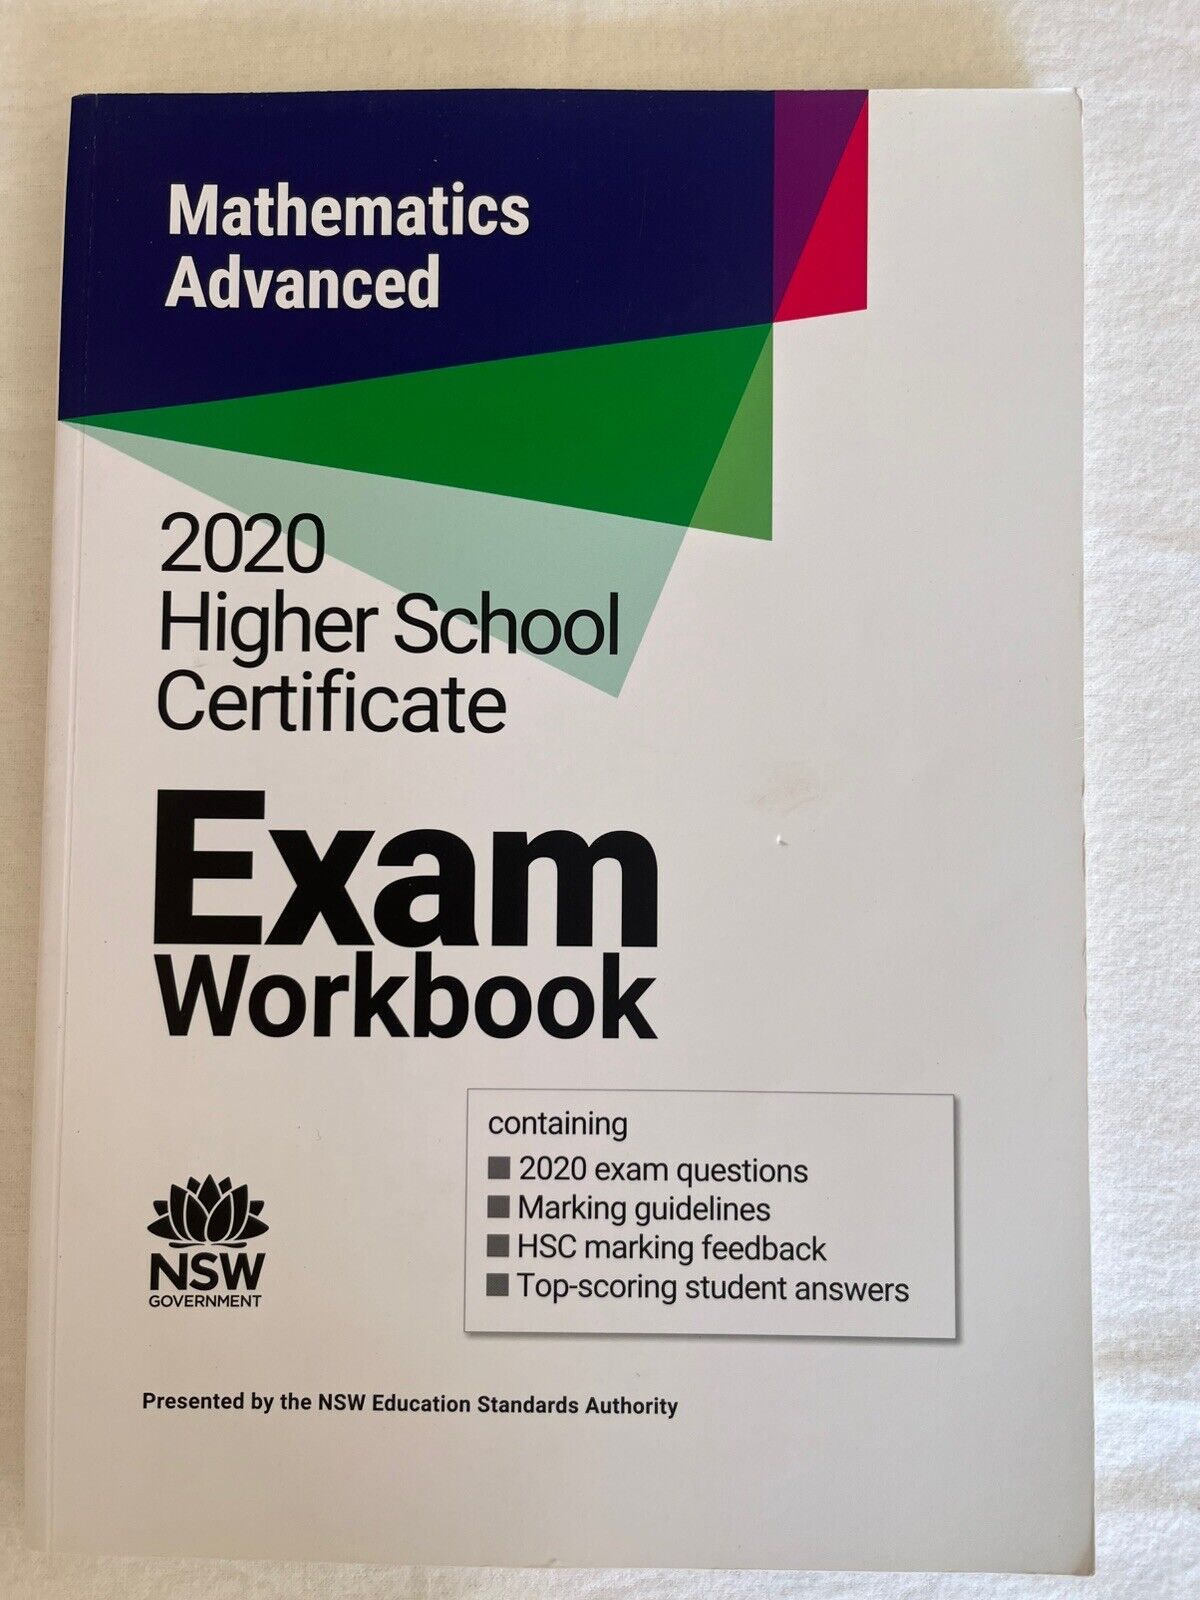 Mathematics
Advanced
2020
Higher School
Certificate
Exam
Workbook
containing
2020 exam questions
Marking guidelines
HSC marking feedback
Top-scoring student answers
NSW
GOVERNMENT
Presented by the NSW Education Standards Authority